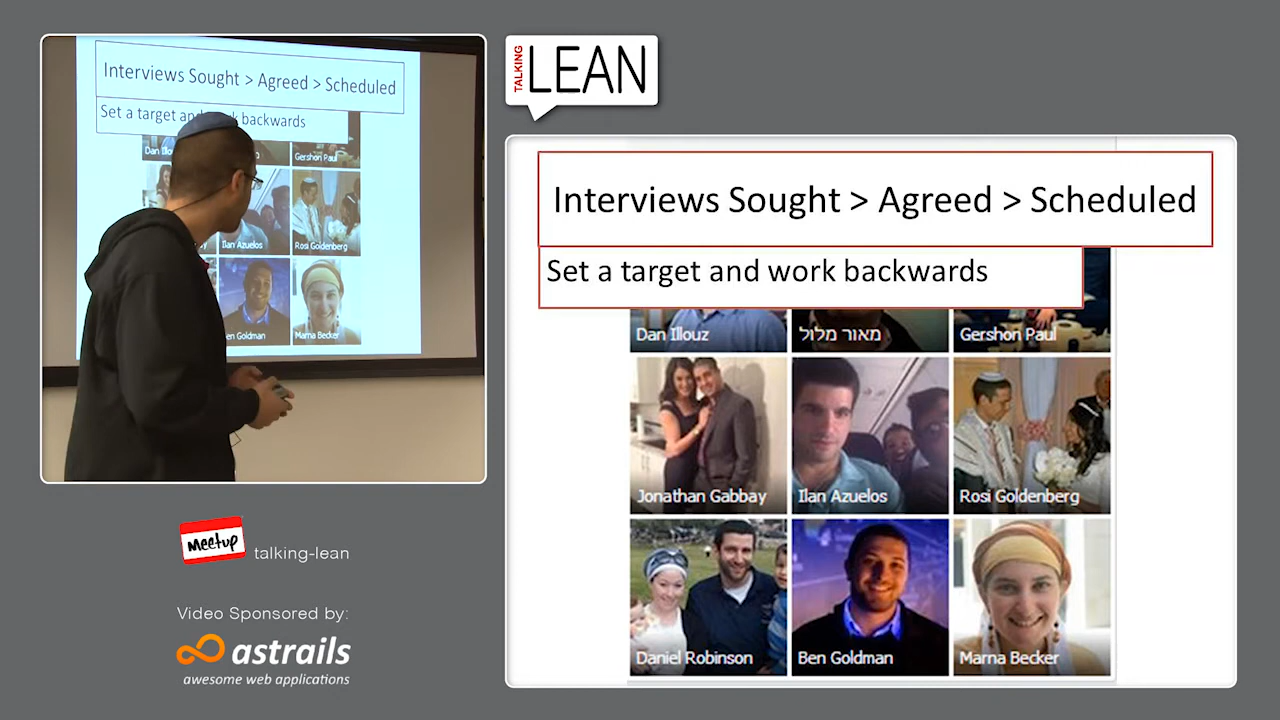 Interviews Sought > Agreed > Scheduled
Set a target and work backwards
Dan Illouz
Gershon Paul
Ilan Azuelos
Rosi Goldenberg
Ben Goldman
Marna Becker
TALKING
LEAN
Interviews Sought > Agreed > Scheduled
Set a target and work backwards
Dan Illouz
מאור מלול
Gershon Paul
Jonathan Gabbay
Ilan Azuelos
Rosi Goldenberg
Daniel Robinson
Ben Goldman
Marna Becker
meetup
talking-lean
Video Sponsored by:
astrails
awesome web applications